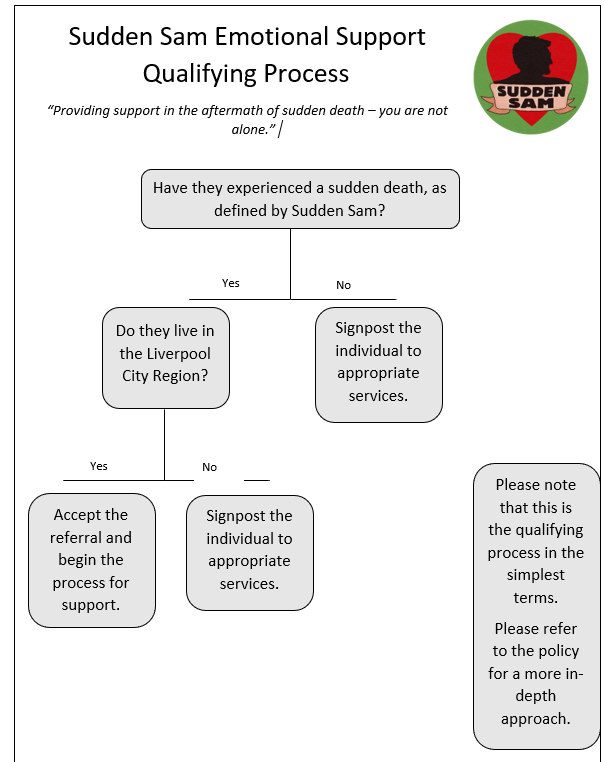 Sudden Sam Emotional Support
Qualifying Process
“Providing support in the aftermath of sudden death – you are not
alone.”
SUDDEN
SAM
Have they experienced a sudden death, as
defined by Sudden Sam?
Yes
No
Do they live in
the Liverpool
City Region?
Signpost the
individual to
appropriate
services.
Yes
No
Accept the
referral and
begin the
process for
support.
Signpost the
individual to
appropriate
services.
Please note
that this is
the qualifying
process in the
simplest
terms.
Please refer
to the policy
for a more in-
depth
approach.